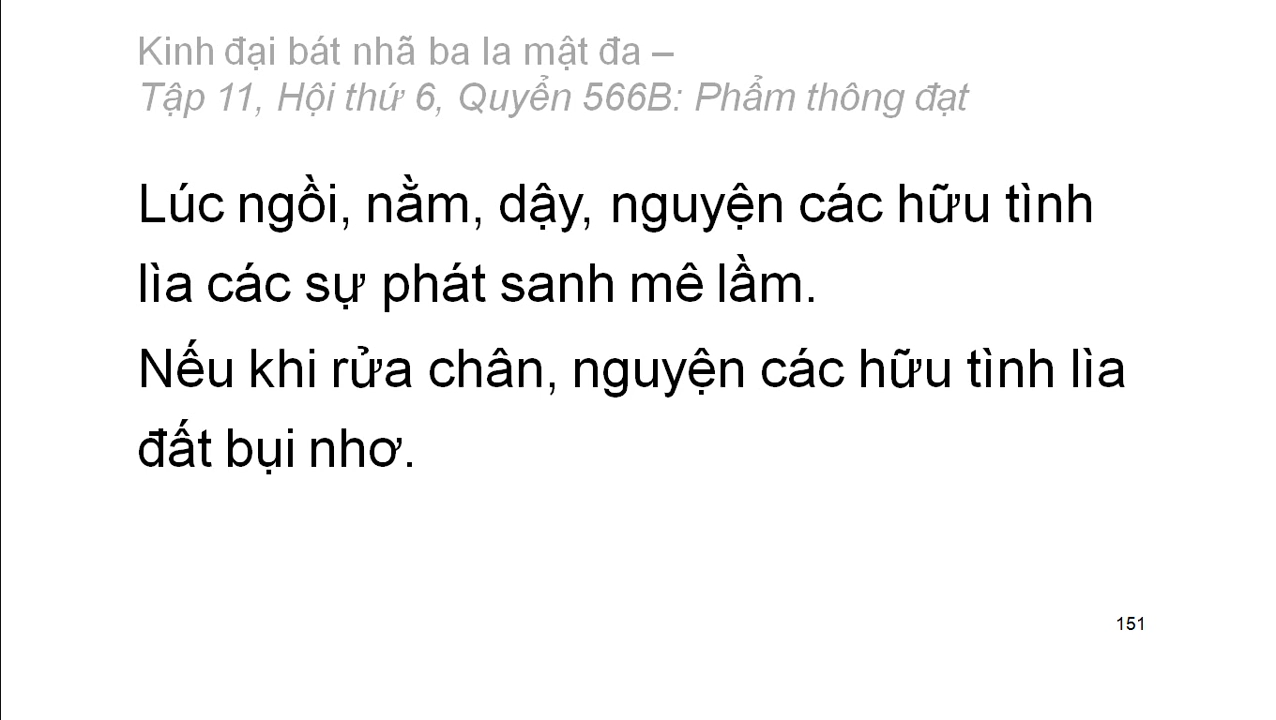 Kinh đại bát nhã ba la mật đa –
Tập 11, Hội thứ 6, Quyển 566B: Phẩm thông đạt
Lúc ngồi, nằm, dậy, nguyện các hữu tình
lìa các sự phát sanh mê lầm.
Nếu khi rửa chân, nguyện các hữu tình lìa
đất bụi nhơ.
151